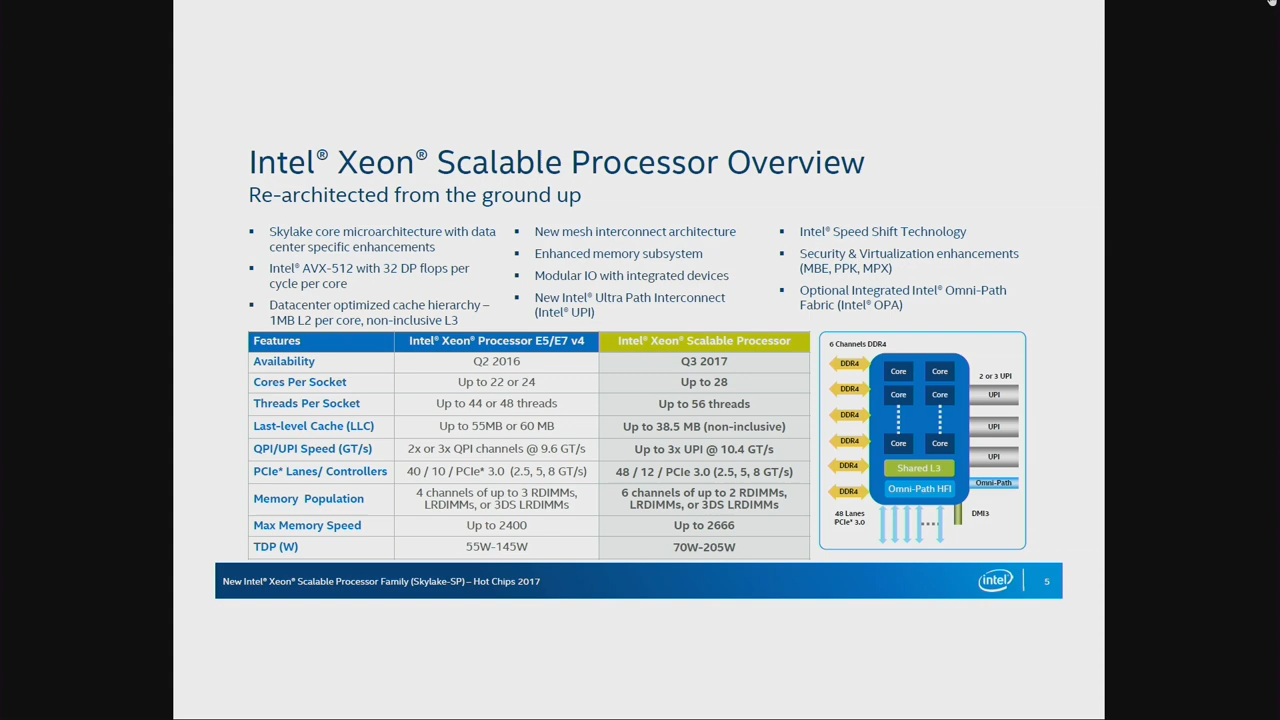 Intel® Xeon® Scalable Processor Overview
Re-architected from the ground up
▪ Skylake core microarchitecture with data
center specific enhancements
▪ Intel® AVX-512 with 32 DP flops per
cycle per core
▪ Datacenter optimized cache hierarchy –
1MB L2 per core, non-inclusive L3
▪ New mesh interconnect architecture
▪ Enhanced memory subsystem
▪ Modular IO with integrated devices
▪ New Intel® Ultra Path Interconnect
(Intel® UPI)
▪ Intel® Speed Shift Technology
▪ Security & Virtualization enhancements
(MBE, PPK, MPX)
▪ Optional Integrated Intel® Omni-Path
Fabric (Intel® OPA)
Features Intel® Xeon® Processor E5/E7 v4 Intel® Xeon® Scalable Processor
Availability Q2 2016 Q3 2017
Cores Per Socket Up to 22 or 24 Up to 28
Threads Per Socket Up to 44 or 48 threads Up to 56 threads
Last-level Cache (LLC) Up to 55MB or 60 MB Up to 38.5 MB (non-inclusive)
QPI/UPI Speed (GT/s) 2x or 3x QPI channels @ 9.6 GT/s Up to 3x UPI @ 10.4 GT/s
PCIe* Lanes/ Controllers 40 / 10 / PCIe* 3.0 (2.5, 5, 8 GT/s) 48 / 12 / PCIe 3.0 (2.5, 5, 8 GT/s)
Memory Population 4 channels of up to 3 RDIMMs,
LRDIMMs, or 3DS LRDIMMs 6 channels of up to 2 RDIMMs,
LRDIMMs, or 3DS LRDIMMs
Max Memory Speed Up to 2400 Up to 2666
TDP (W) 55W-145W 70W-205W
6 Channels DDR4
DDR4
DDR4
DDR4
DDR4
DDR4
DDR4
Core Core
Core Core
Core Core
Shared L3
Omni-Path HFI
2 or 3 UPI
UPI
UPI
UPI
Omni-Path
48 Lanes
PCIe* 3.0
DMI3
New Intel® Xeon® Scalable Processor Family (Skylake-SP) – Hot Chips 2017
intel
5